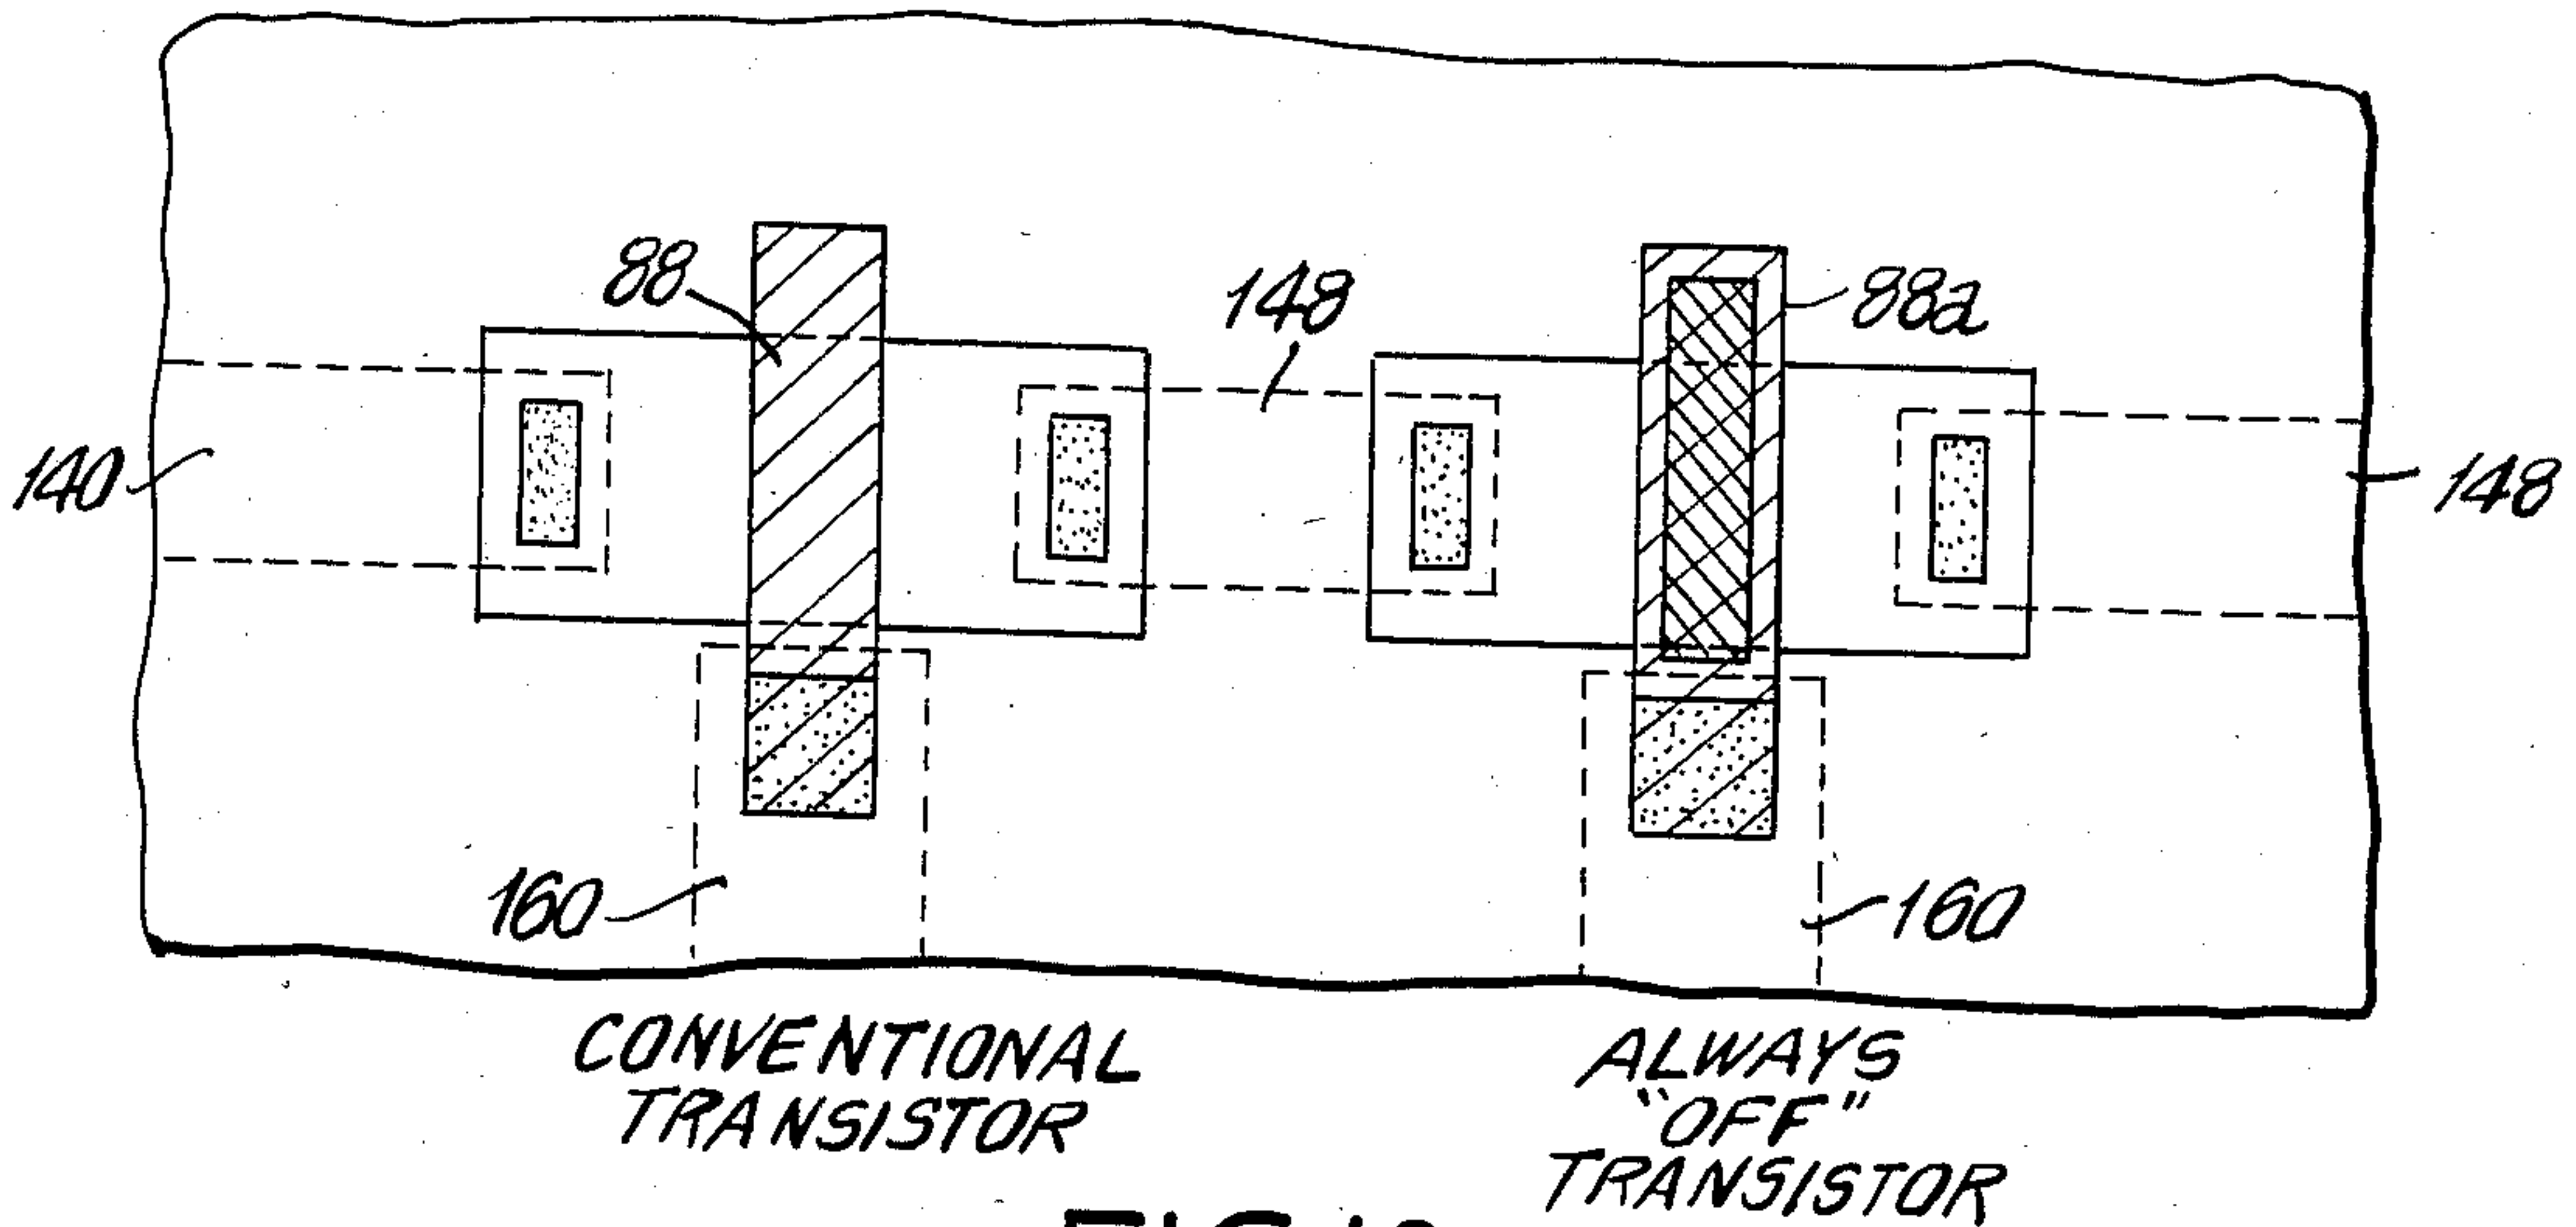 88
148
88a
140
148
160
160
CONVENTIONAL
TRANSISTOR
ALWAYS
"OFF"
TRANSISTOR